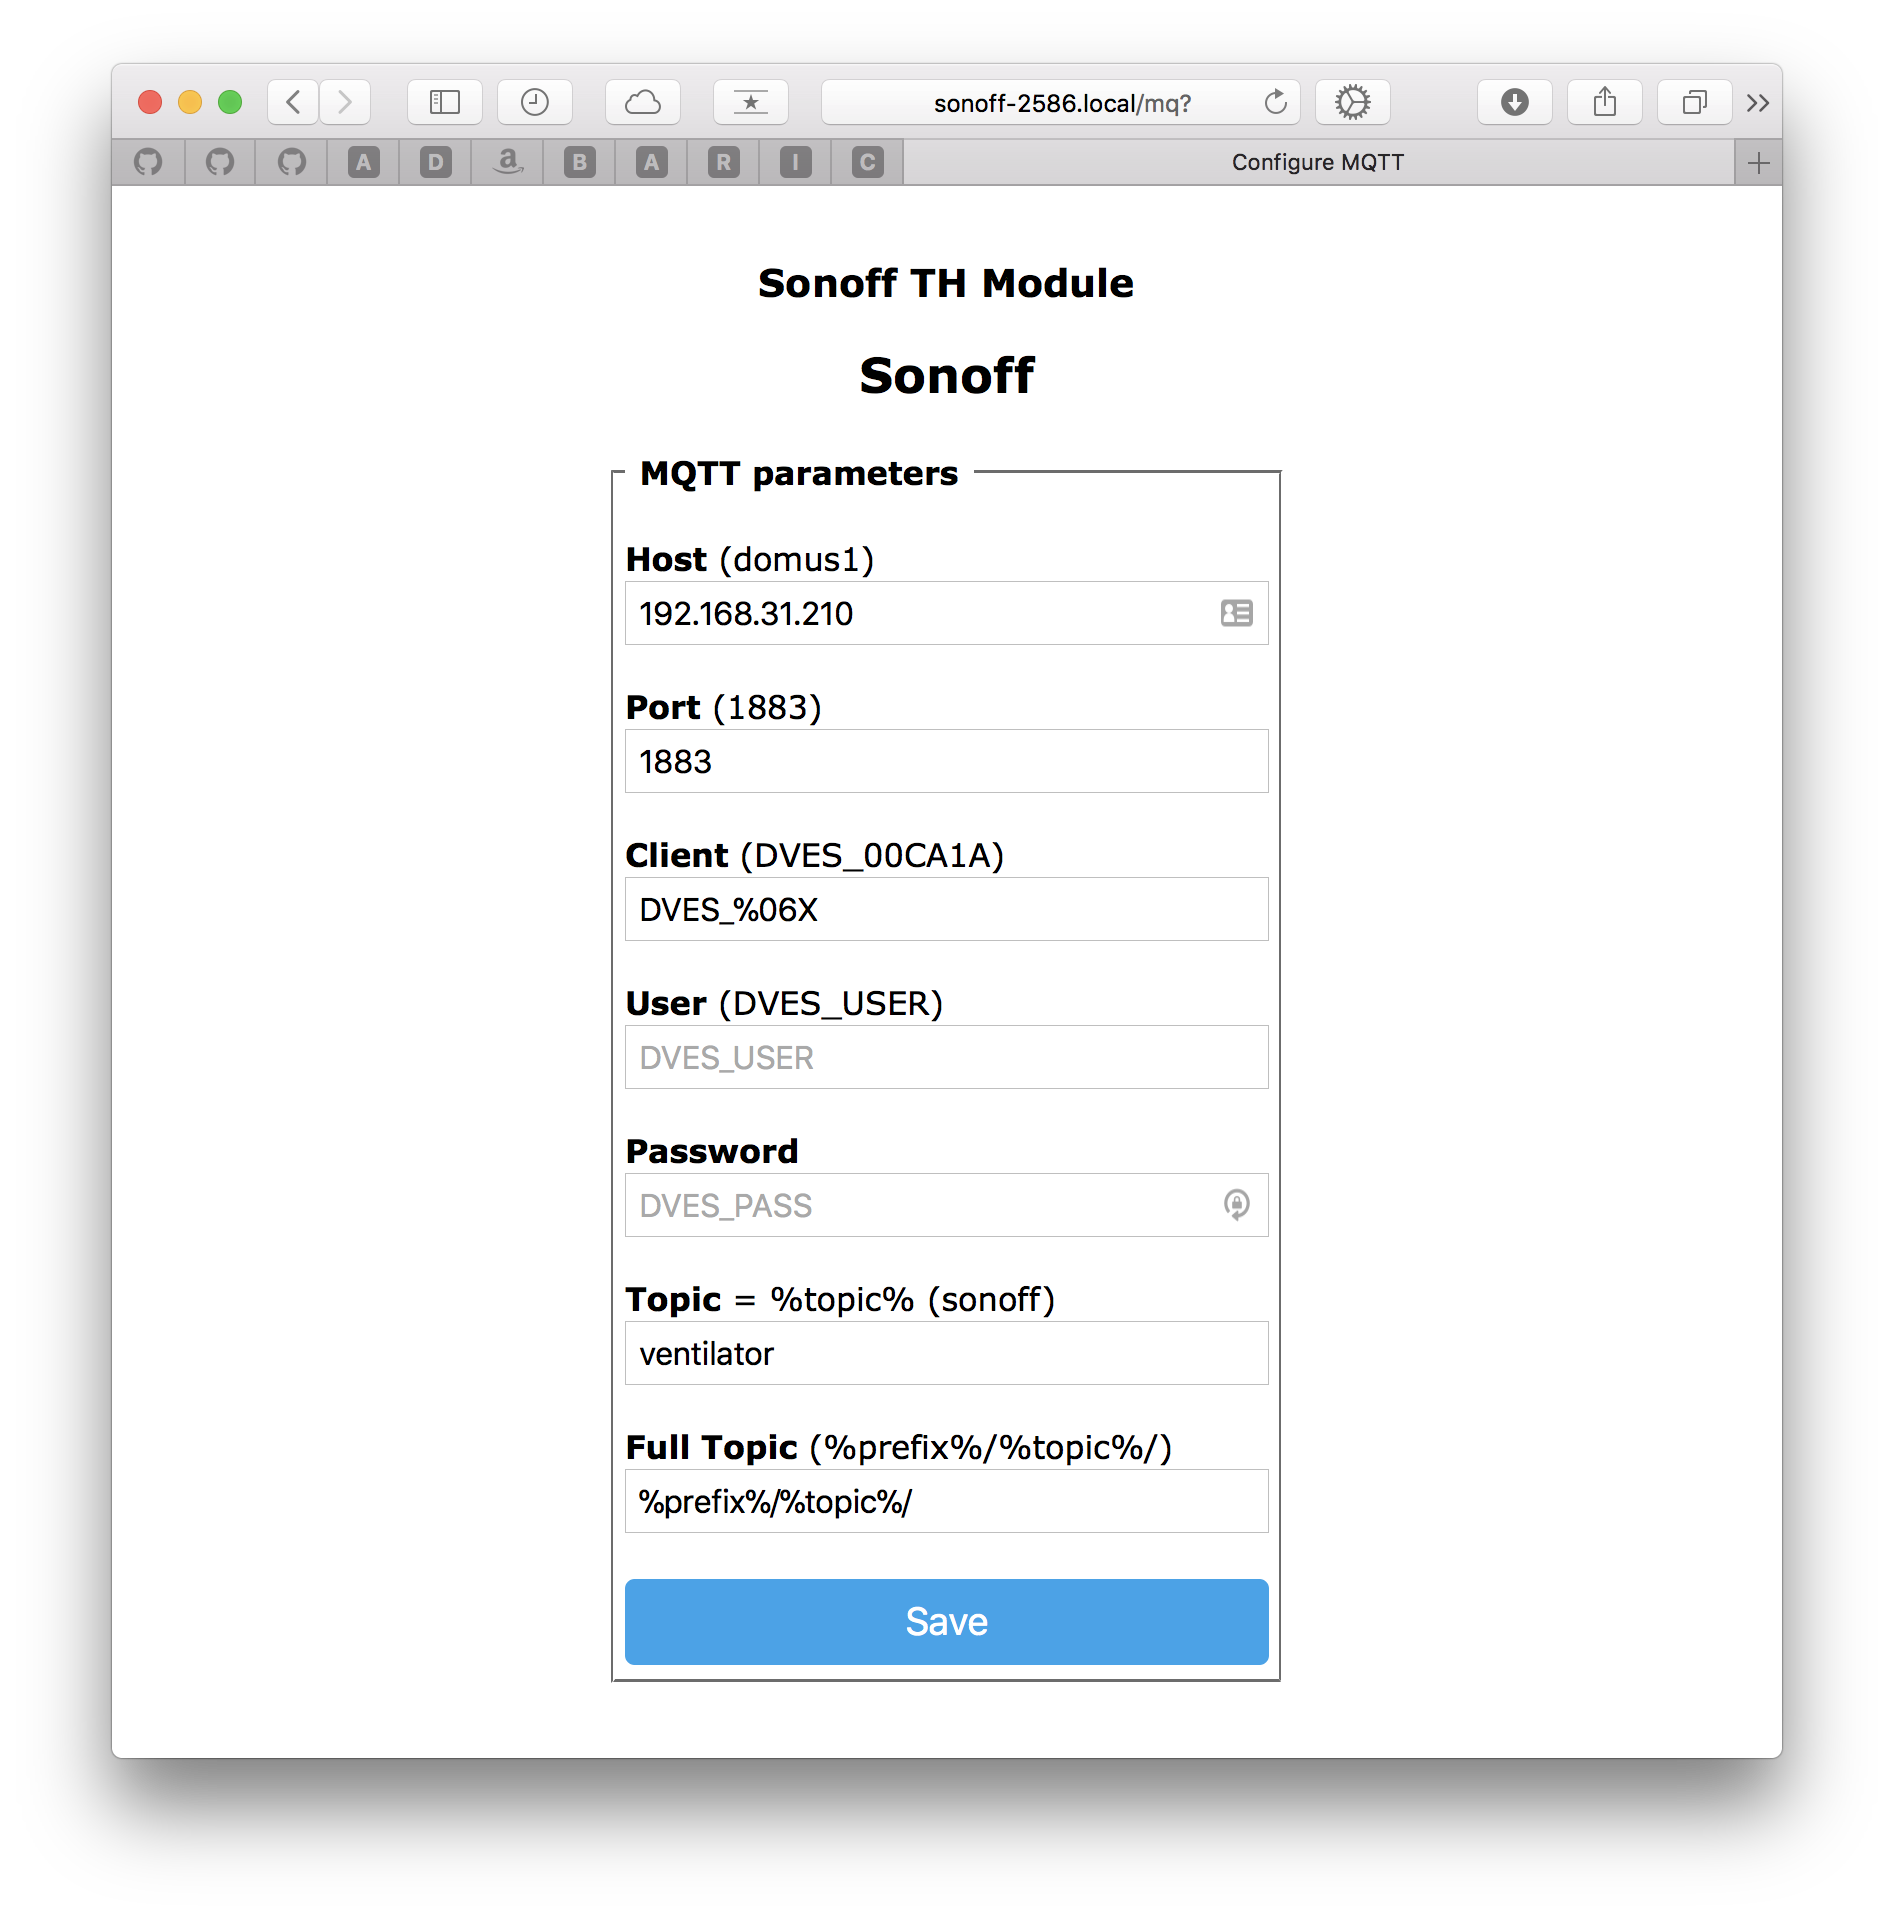 sonoff-2586.local/mq?
A D a B A R I C Configure MQTT
Sonoff TH Module
Sonoff
MQTT parameters
Host (domus1)
192.168.31.210
Port (1883)
1883
Client (DVES_00CA1A)
DVES_%06X
User (DVES_USER)
DVES_USER
Password
DVES_PASS
Topic = %topic% (sonoff)
ventilator
Full Topic (%prefix%/%topic%/)
%prefix%/%topic%/
Save